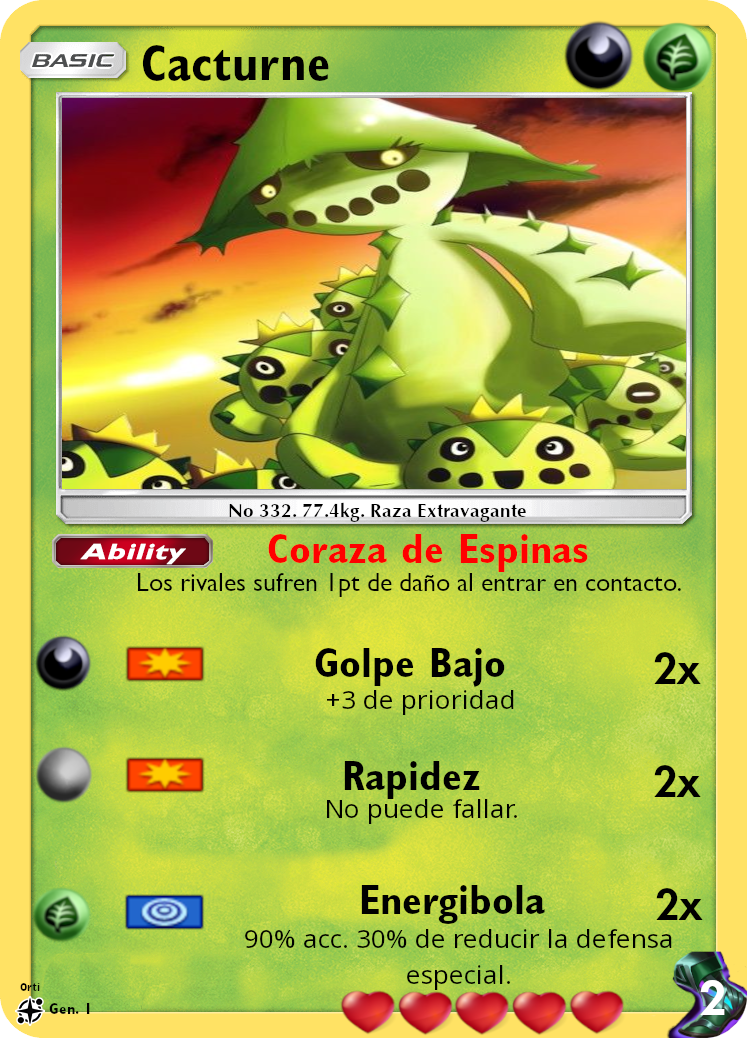 BASIC Cacturne
No 332. 77.4kg. Raza Extravagante
Ability Coraza de Espinas
Los rivales sufren 1pt de daño al entrar en contacto.
Golpe Bajo 2x
+3 de prioridad
Rapidez 2x
No puede fallar.
Energibola 2x
90% acc. 30% de reducir la defensa
especial.
Orti
Gen. I
2